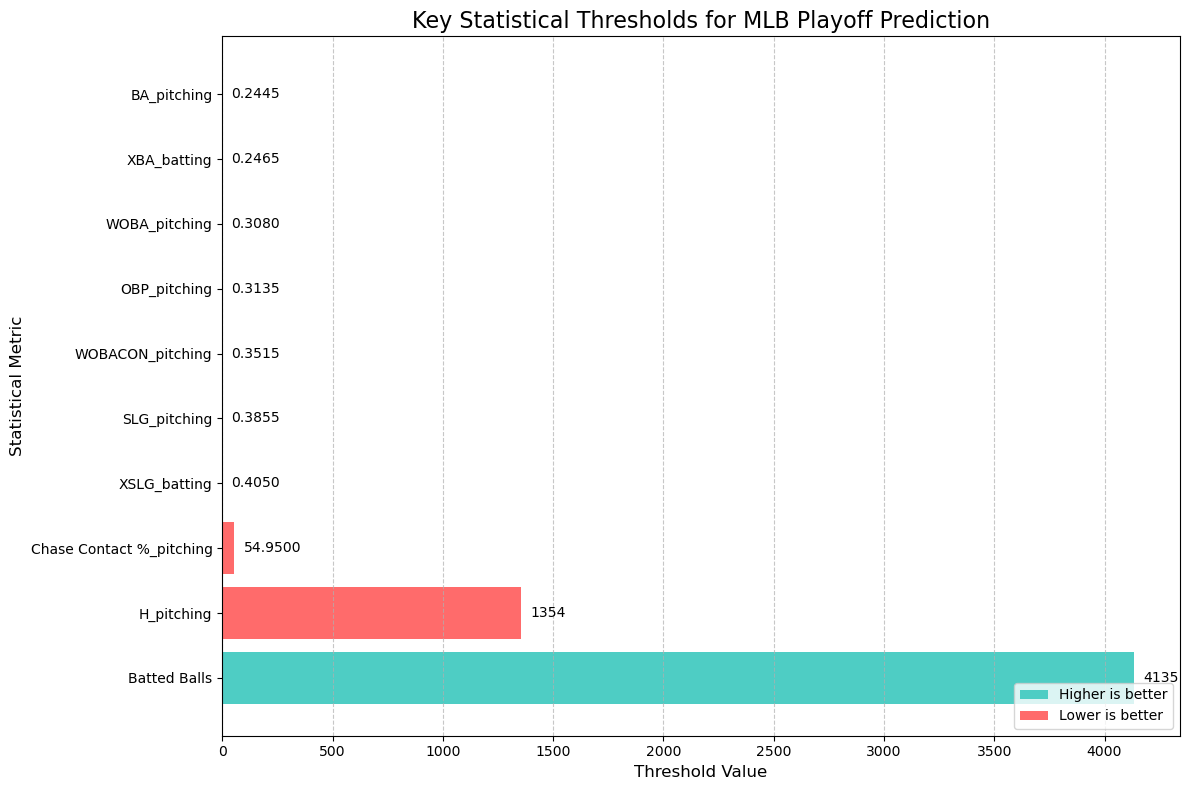 Key Statistical Thresholds for MLB Playoff Prediction
Statistical Metric
BA_pitching 0.2445
XBA_batting 0.2465
WOBA_pitching 0.3080
OBP_pitching 0.3135
WOBACON_pitching 0.3515
SLG_pitching 0.3855
XSLG_batting 0.4050
Chase Contact %_pitching 54.9500
H_pitching 1354
Batted Balls 4135
Higher is better
Lower is better
0 500 1000 1500 2000 2500 3000 3500 4000
Threshold Value